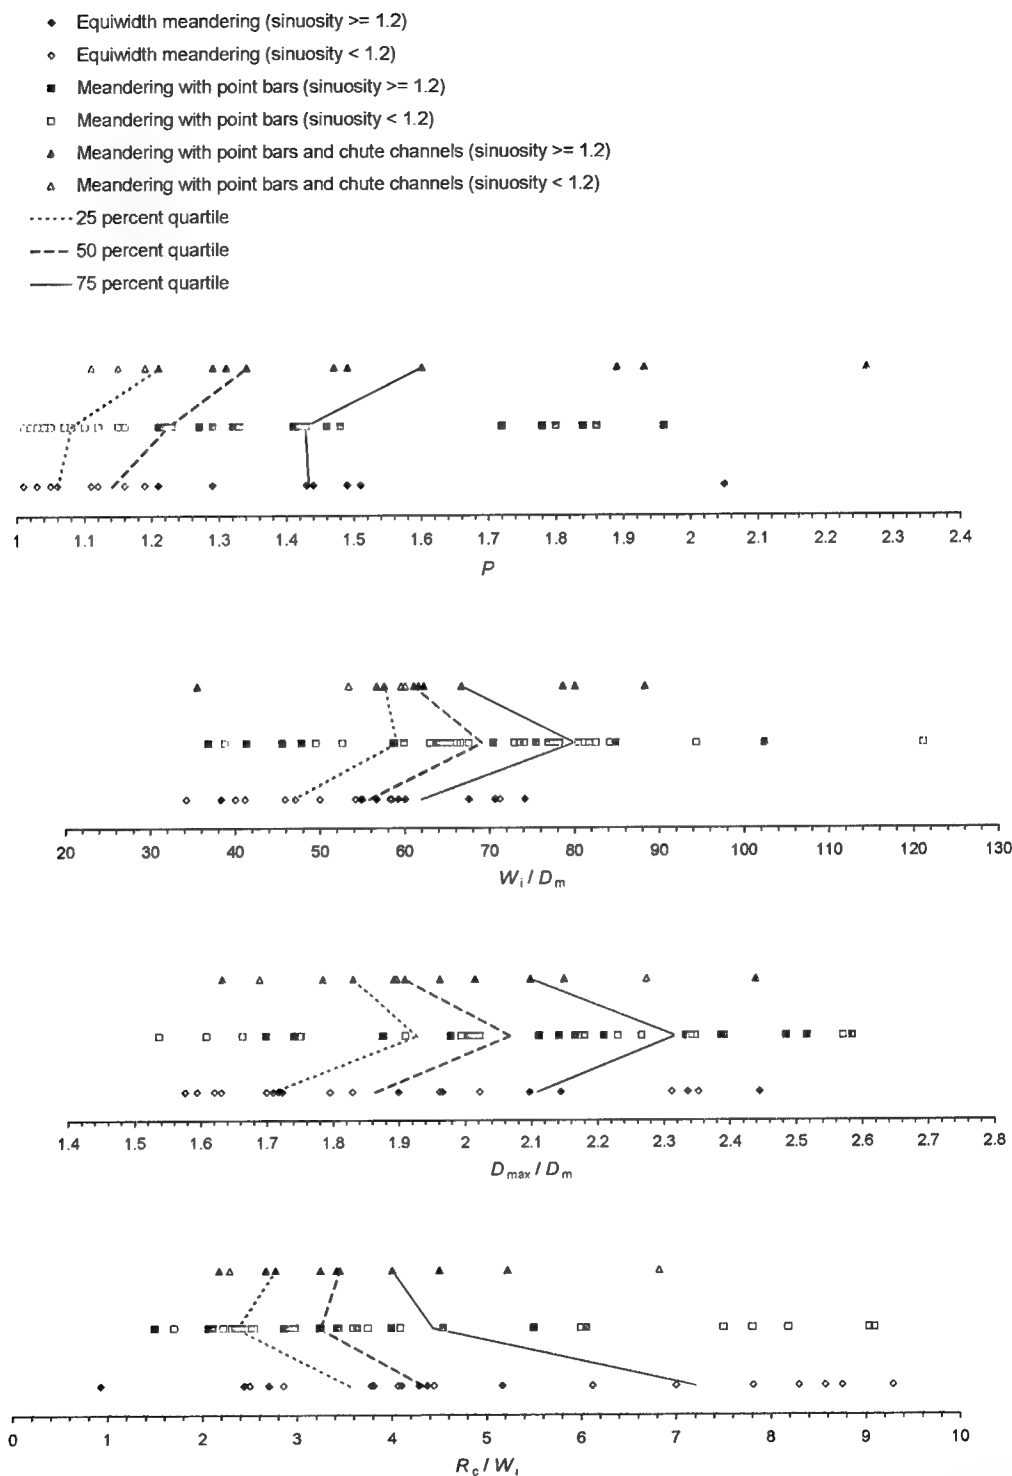 Equiwidth meandering (sinuosity >= 1.2)
Equiwidth meandering (sinuosity < 1.2)
Meandering with point bars (sinuosity >= 1.2)
Meandering with point bars (sinuosity < 1.2)
Meandering with point bars and chute channels (sinuosity >= 1.2)
Meandering with point bars and chute channels (sinuosity < 1.2)
25 percent quartile
50 percent quartile
75 percent quartile
1 1.1 1.2 1.3 1.4 1.5 1.6 1.7 1.8 1.9 2 2.1 2.2 2.3 2.4
P
20 30 40 50 60 70 80 90 100 110 120 130
Wi / Dm
1.4 1.5 1.6 1.7 1.8 1.9 2 2.1 2.2 2.3 2.4 2.5 2.6 2.7 2.8
Dmax / Dm
0 1 2 3 4 5 6 7 8 9 10
Rc / Wi